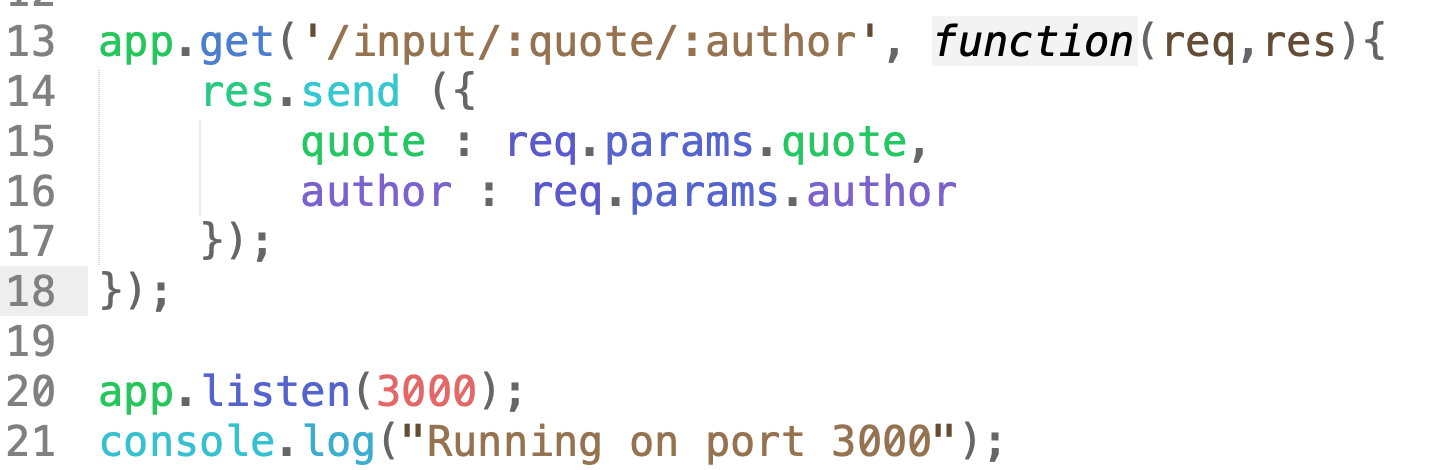 13 app.get('/input/:quote/:author', function(req,res){
14     res.send ({
15         quote : req.params.quote,
16         author : req.params.author
17     });
18 });
19
20 app.listen(3000);
21 console.log("Running on port 3000");